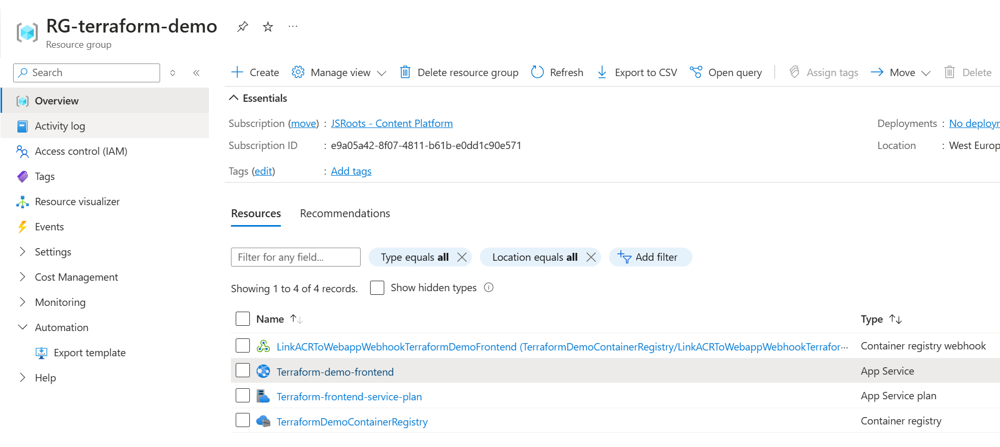 RG-terraform-demo
Resource group
Search
Create
Manage view
Delete resource group
Refresh
Export to CSV
Open query
Assign tags
Move
Delete
Overview
Activity log
Access control (IAM)
Tags
Resource visualizer
Events
Settings
Cost Management
Monitoring
Automation
Export template
Help
Essentials
Subscription (move) : JSRoots - Content Platform
Deployments : No deployr
Subscription ID : e9a05a42-8f07-4811-b61b-e0dd1c90e571
Location : West Europ
Tags (edit) : Add tags
Resources Recommendations
Filter for any field...
Type equals all
Location equals all
Add filter
Showing 1 to 4 of 4 records.
Show hidden types
Name Type
LinkACRToWebappWebhookTerraformDemoFrontend (TerraformDemoContainerRegistry/LinkACRToWebappWebhookTerrafor··· Container registry webhook
Terraform-demo-frontend App Service
Terraform-frontend-service-plan App Service plan
TerraformDemoContainerRegistry Container registry